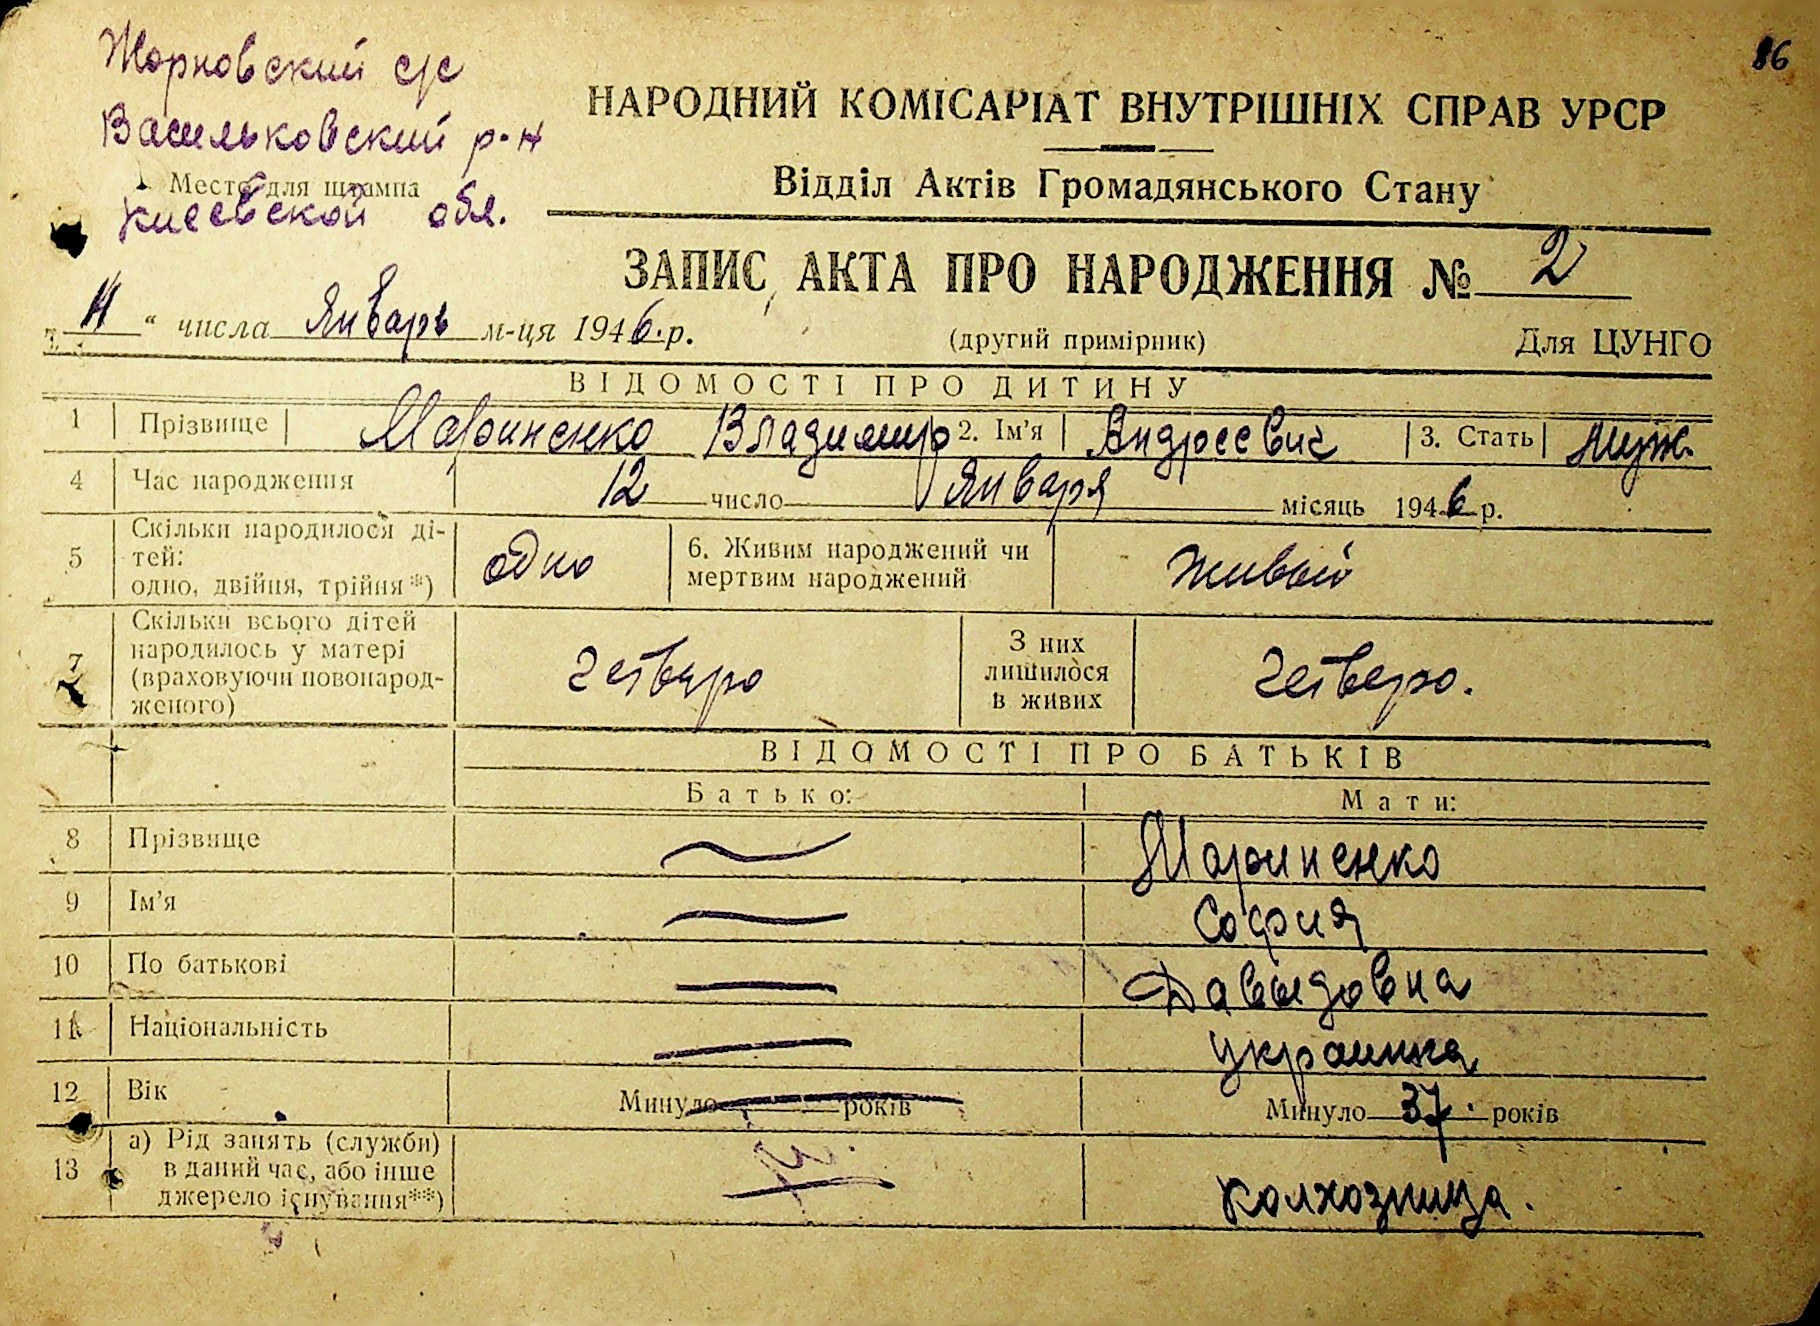 86
Жорновский с/с
Васильковский р-н
Место для штампа
Киевской обл.
НАРОДНИЙ КОМІСАРІАТ ВНУТРІШНІХ СПРАВ УРСР
Відділ Актів Громадянського Стану
ЗАПИС АКТА ПРО НАРОДЖЕННЯ № 2
" числа Январь м-ця 1946.р.
(другий примірник)
Для ЦУНГО
ВІДОМОСТІ ПРО ДИТИНУ
1 Прізвище Мариненко Владимир 2. Ім'я Андреевич 3. Стать муж.
4 Час народження 12 число Января місяць 1946 р.
5 Скільки народилося ді-
тей:
одно, двійня, трійня*) одно
6. Живим народжений чи
мертвим народжений Живой
7 Скільки всього дітей
народилось у матері
(враховуючи новонарод-
женого) четверо
З них
лишилося
в живих четверо.
ВІДОМОСТІ ПРО БАТЬКІВ
Батько: Мати:
8 Прізвище — Мариненко
9 Ім'я — София
10 По батькові — Давыдовна
11 Національність — украинка
12 Вік Минуло — років Минуло 37. років
13 а) Рід занять (служби)
в даний час, або інше
джерело існування**) — колхозница.